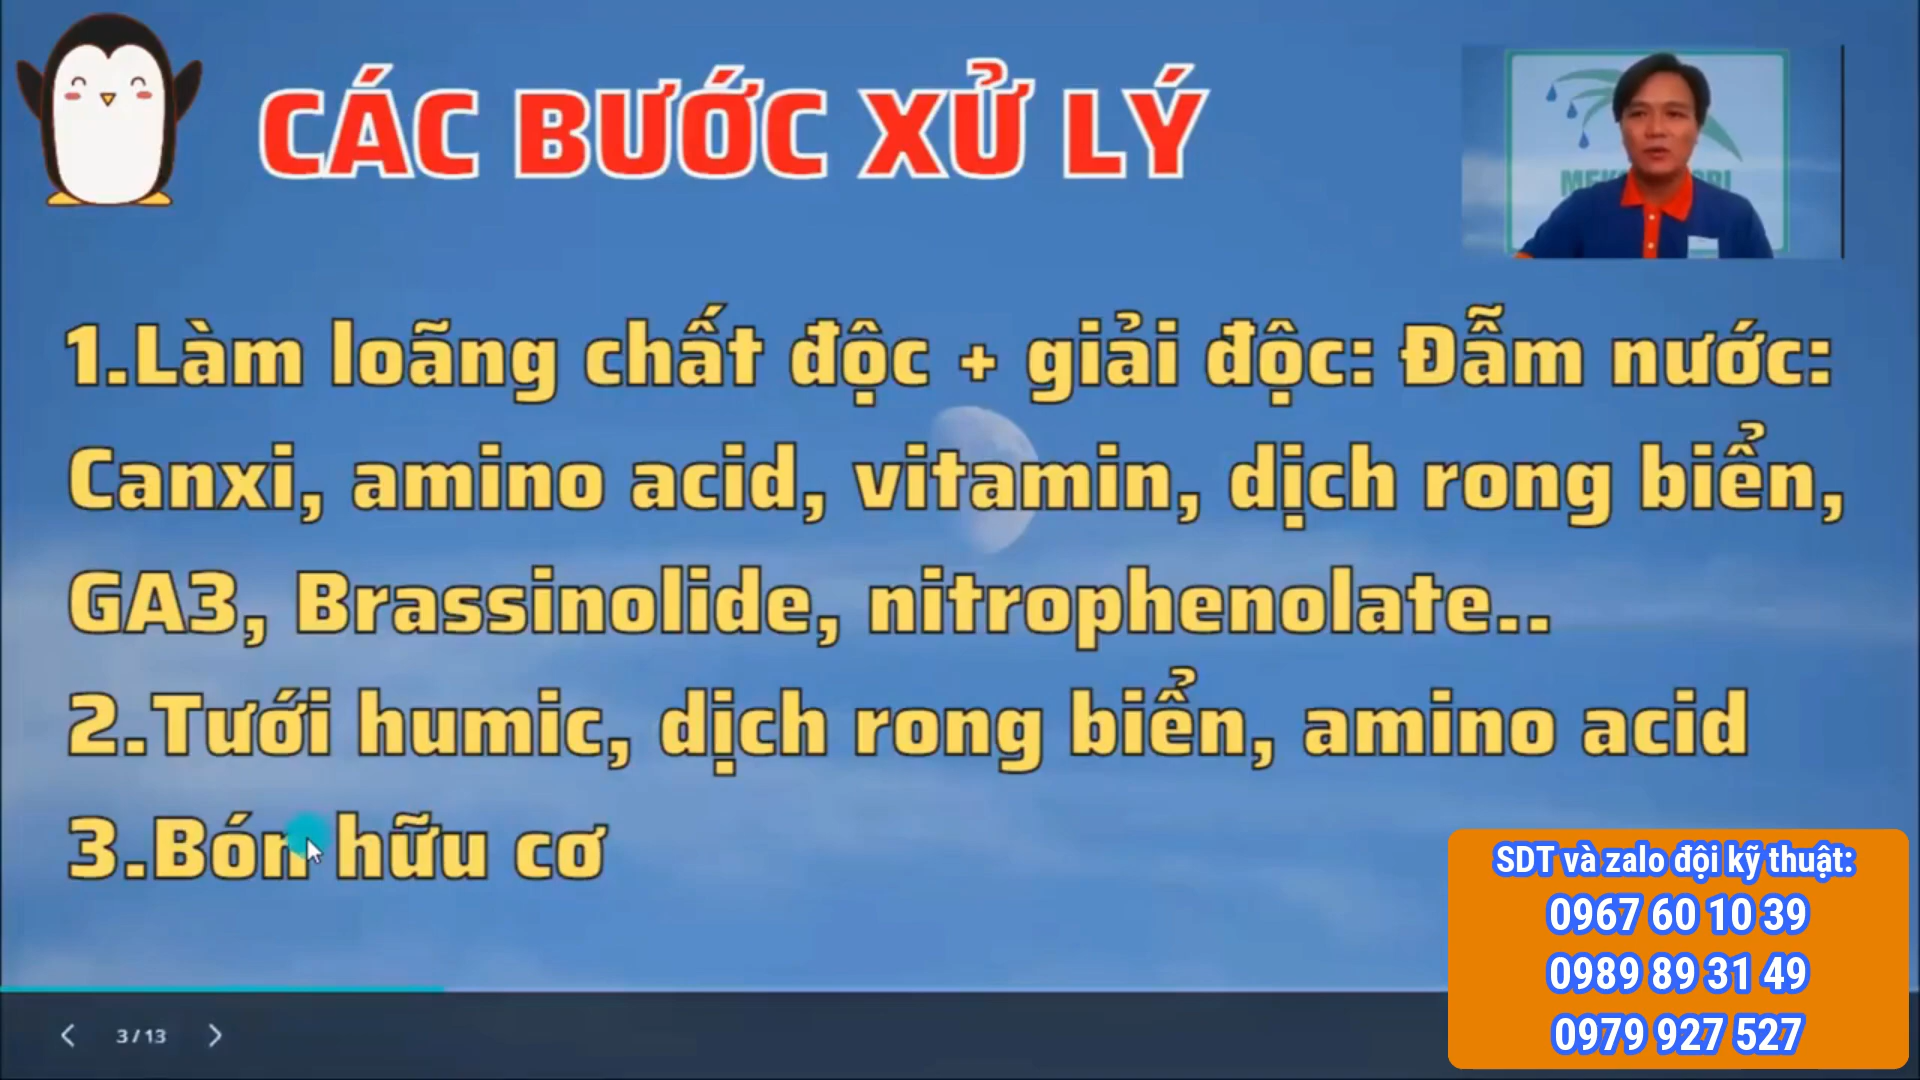 CÁC BƯỚC XỬ LÝ
1.Làm loãng chất độc + giải độc: Đẫm nước:
Canxi, amino acid, vitamin, dịch rong biển,
GA3, Brassinolide, nitrophenolate..
2.Tưới humic, dịch rong biển, amino acid
3.Bón hữu cơ
SDT và zalo đội kỹ thuật:
0967 60 10 39
0989 89 31 49
0979 927 527
3 / 13